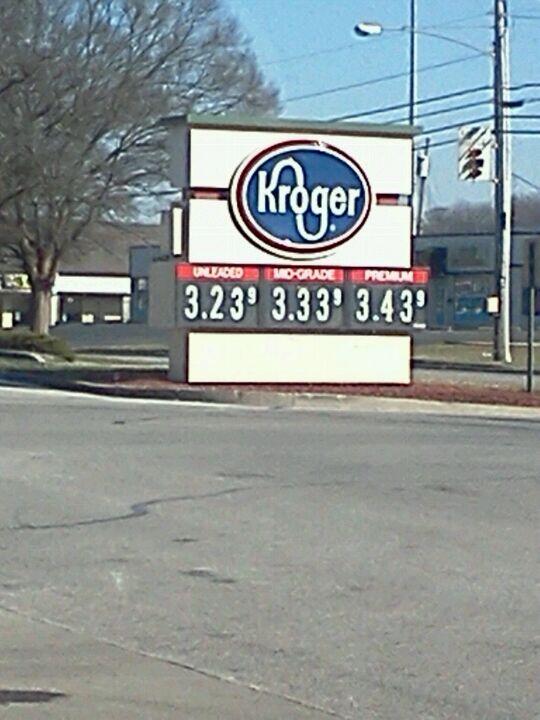 Kroger
UNLEADED MID-GRADE PREMIUM
3.23⁹ 3.33⁹ 3.43⁹